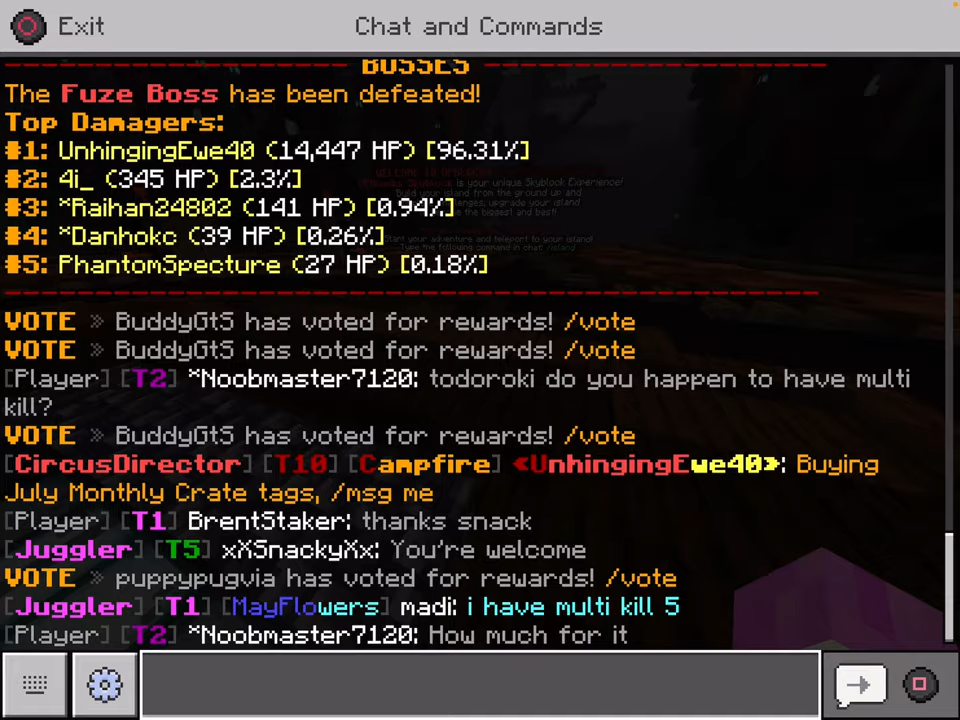 Exit
Chat and Commands
------------------- BOSSES -------------------
The Fuze Boss has been defeated!
Top Damagers:
#1: UnhingingEwe40 (14,447 HP) [96.31%]
#2: 4i_ (345 HP) [2.3%]
#3: *Raihan24802 (141 HP) [0.94%]
#4: *Danhokc (39 HP) [0.26%]
#5: PhantomSpecture (27 HP) [0.18%]
VOTE » BuddyGt5 has voted for rewards! /vote
VOTE » BuddyGt5 has voted for rewards! /vote
[Player] [T2] *Noobmaster7120: todoroki do you happen to have multi
kill?
VOTE » BuddyGt5 has voted for rewards! /vote
[CircusDirector] [T10] [Campfire] <UnhingingEwe40>: Buying
July Monthly Crate tags, /msg me
[Player] [T1] BrentStaker: thanks snack
[Juggler] [T5] xXSnackyXx: You're welcome
VOTE » puppypugvia has voted for rewards! /vote
[Juggler] [T1] [MayFlowers] madi: i have multi kill 5
[Player] [T2] *Noobmaster7120: How much for it